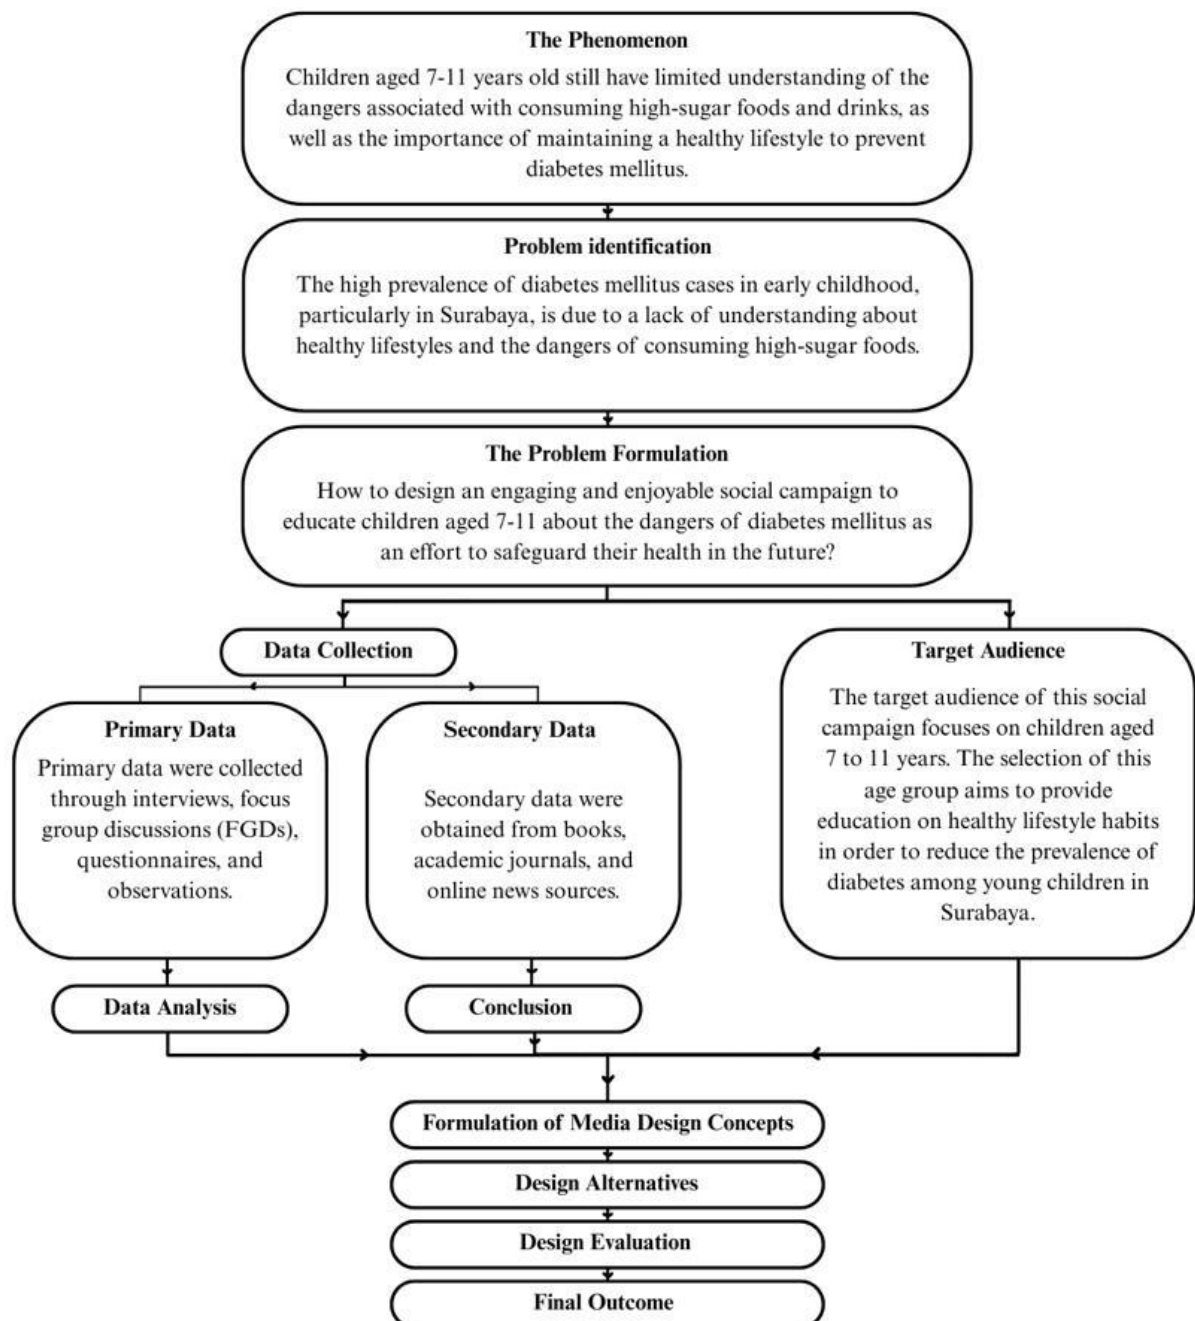 The Phenomenon
Children aged 7-11 years old still have limited understanding of the
dangers associated with consuming high-sugar foods and drinks, as
well as the importance of maintaining a healthy lifestyle to prevent
diabetes mellitus.
Problem identification
The high prevalence of diabetes mellitus cases in early childhood,
particularly in Surabaya, is due to a lack of understanding about
healthy lifestyles and the dangers of consuming high-sugar foods.
The Problem Formulation
How to design an engaging and enjoyable social campaign to
educate children aged 7-11 about the dangers of diabetes mellitus as
an effort to safeguard their health in the future?
Data Collection
Primary Data
Primary data were collected
through interviews, focus
group discussions (FGDs),
questionnaires, and
observations.
Secondary Data
Secondary data were
obtained from books,
academic journals, and
online news sources.
Target Audience
The target audience of this social
campaign focuses on children aged
7 to 11 years. The selection of this
age group aims to provide
education on healthy lifestyle habits
in order to reduce the prevalence of
diabetes among young children in
Surabaya.
Data Analysis
Conclusion
Formulation of Media Design Concepts
Design Alternatives
Design Evaluation
Final Outcome